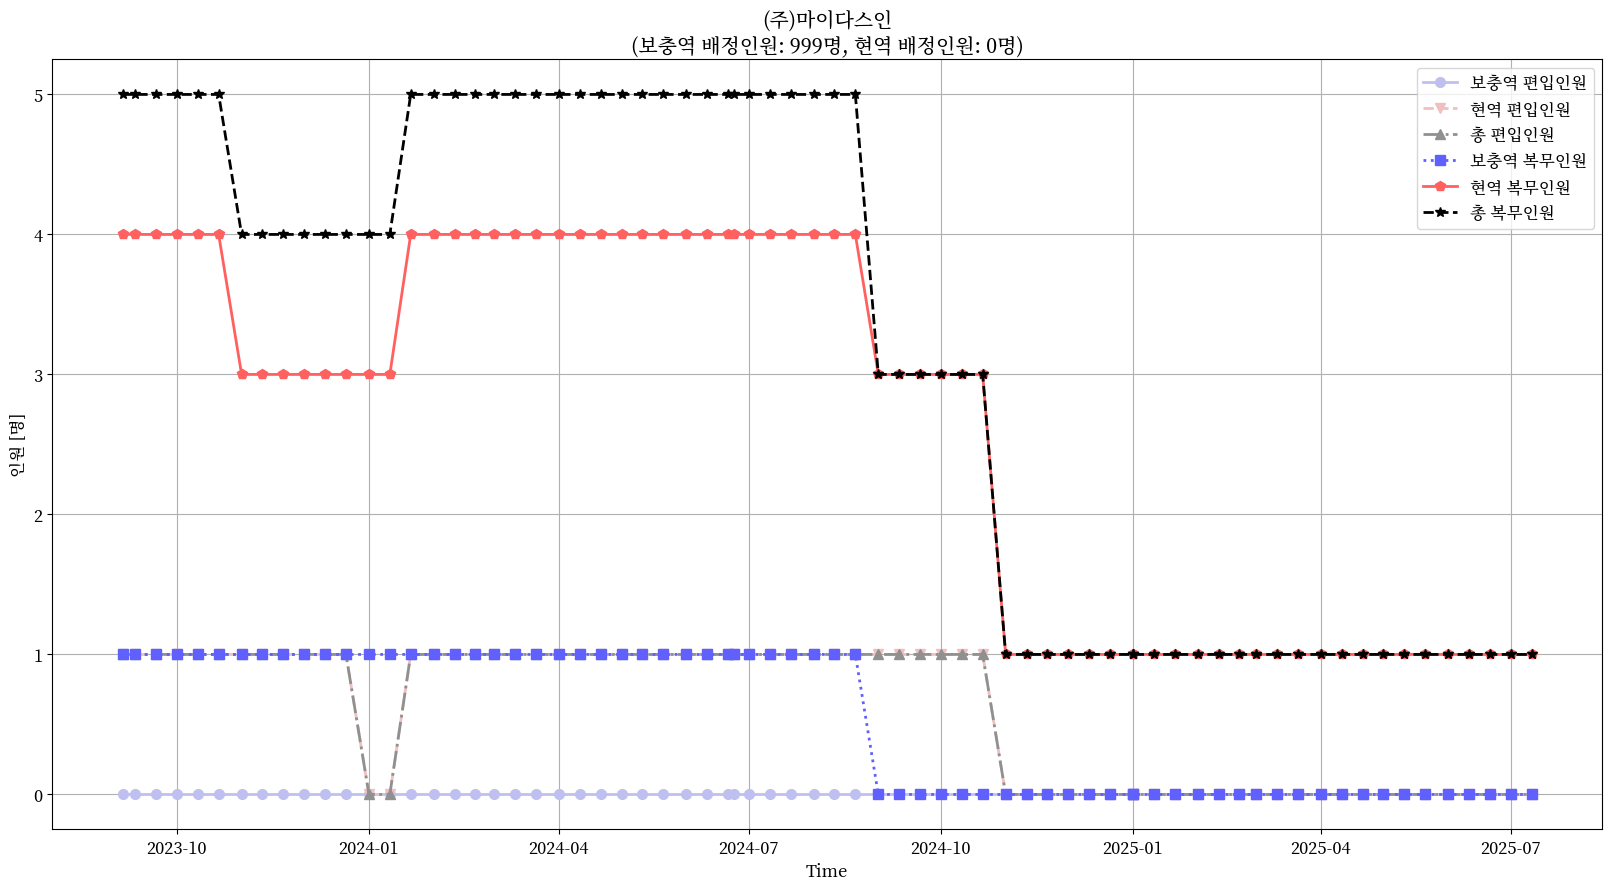 (주)마이다스인
(보충역 배정인원: 999명, 현역 배정인원: 0명)
보충역 편입인원
현역 편입인원
총 편입인원
보충역 복무인원
현역 복무인원
총 복무인원
인원 [명]
5
4
3
2
1
0
2023-10
2024-01
2024-04
2024-07
2024-10
2025-01
2025-04
2025-07
Time